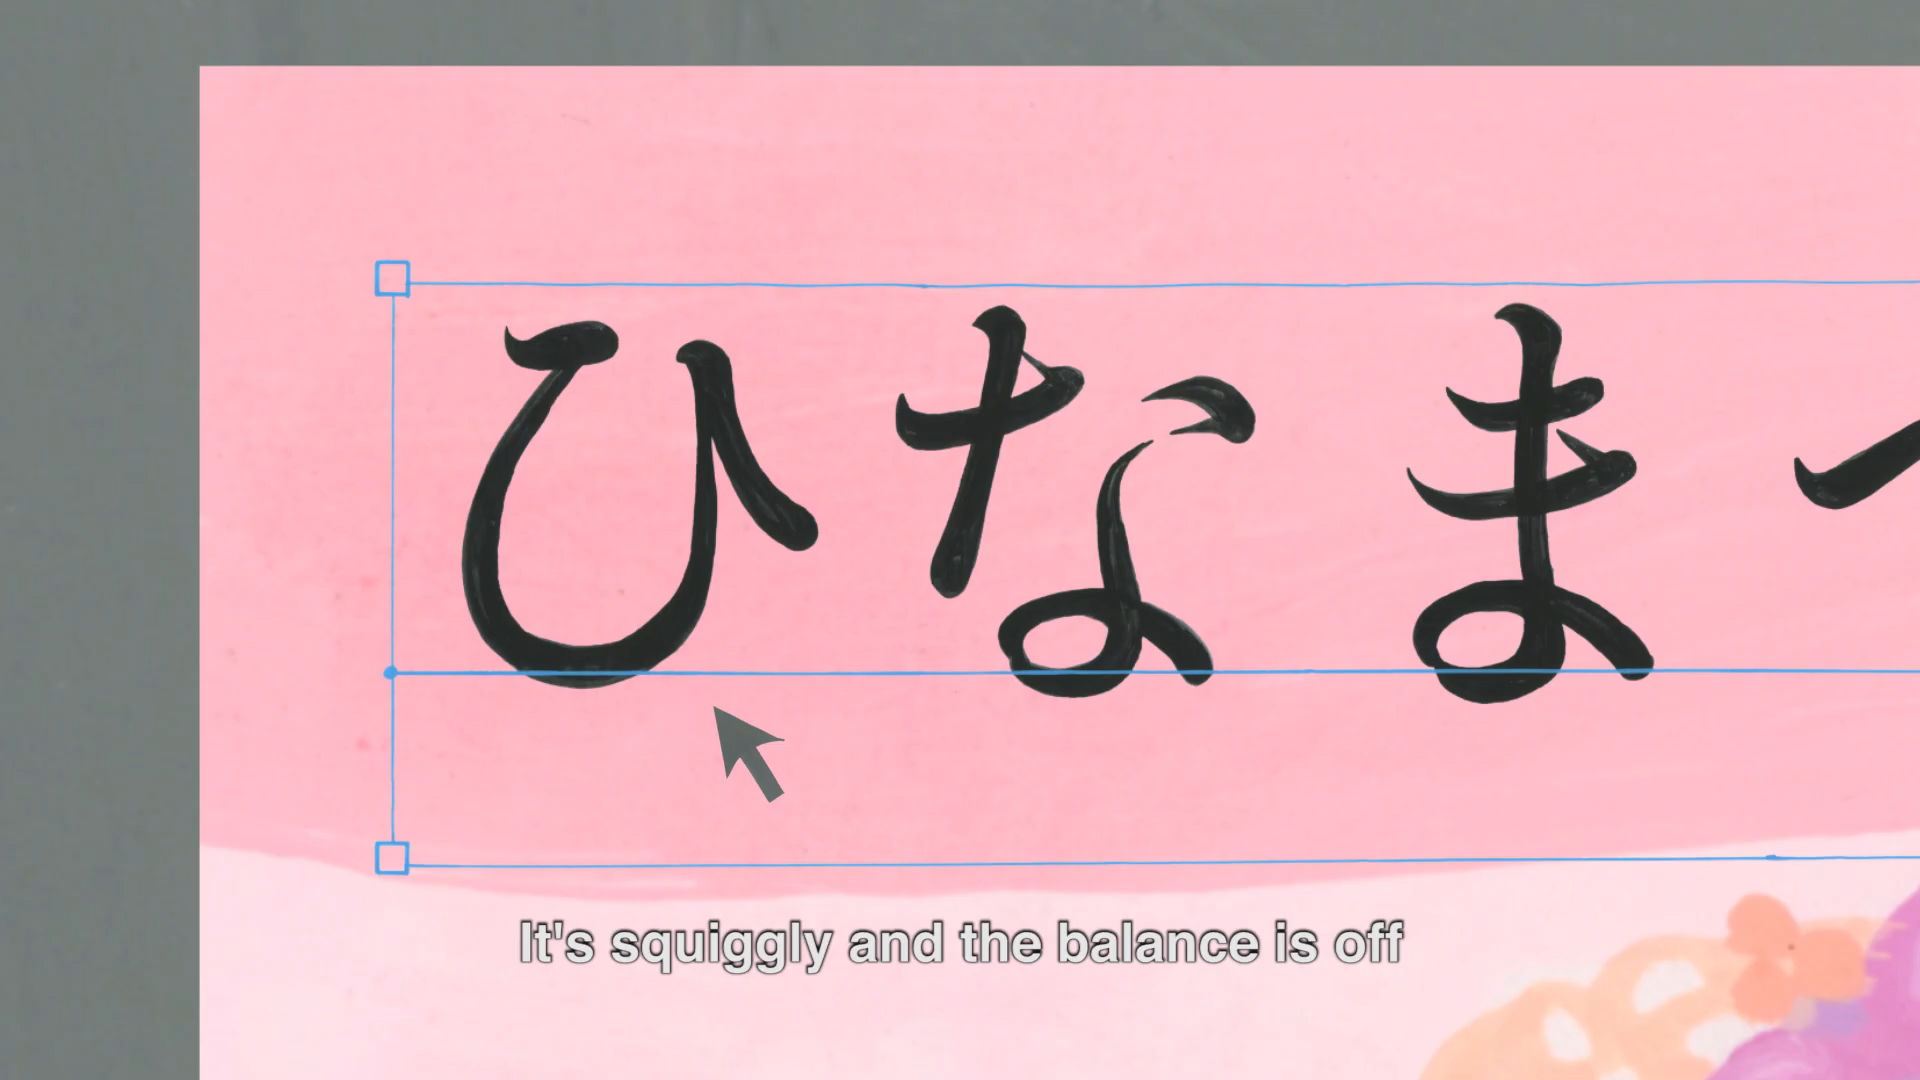 ひなま
It's squiggly and the balance is off